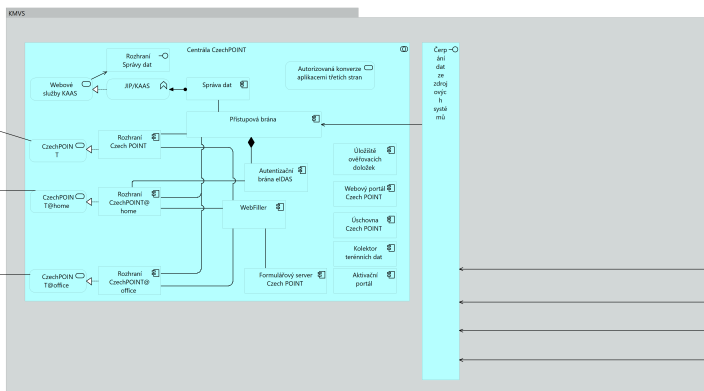 KMVS
Centrála CzechPOINT
Rozhraní
Správy dat
Autorizovaná konverze
aplikacemi třetích stran
Webové
služby KAAS
JIP/KAAS
Správa dat
Přístupová brána
CzechPOIN
T
Rozhraní
Czech POINT
Úložiště
ověřovacích
doložek
Autentizační
brána eIDAS
CzechPOIN
T@home
Rozhraní
CzechPOINT@
home
WebFiller
Webový portál
Czech POINT
Úschovna
Czech POINT
Kolektor
terénních dat
CzechPOIN
T@office
Rozhraní
CzechPOINT@
office
Formulářový server
Czech POINT
Aktivační
portál
Čerp
ání
dat
ze
zdroj
ovýc
h
systé
mů